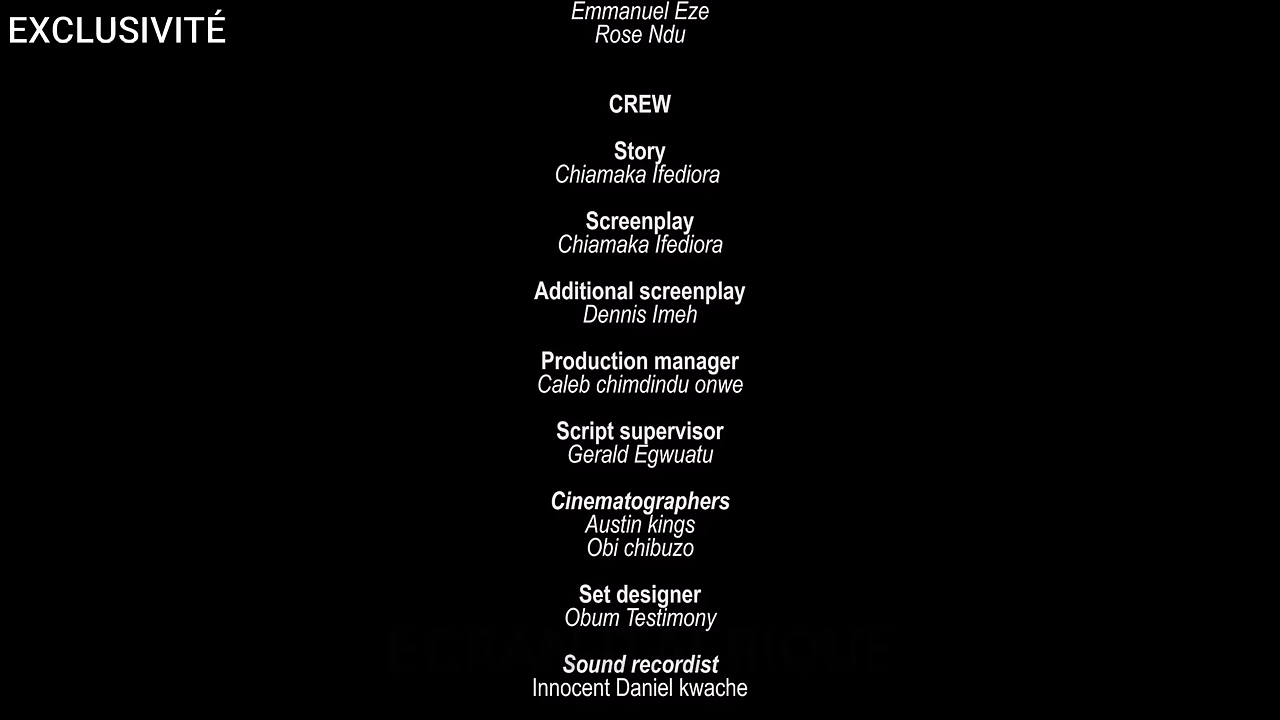 EXCLUSIVITÉ
Emmanuel Eze
Rose Ndu
CREW
Story
Chiamaka Ifediora
Screenplay
Chiamaka Ifediora
Additional screenplay
Dennis Imeh
Production manager
Caleb chimdindu onwe
Script supervisor
Gerald Egwuatu
Cinematographers
Austin kings
Obi chibuzo
Set designer
Obum Testimony
Sound recordist
Innocent Daniel kwache